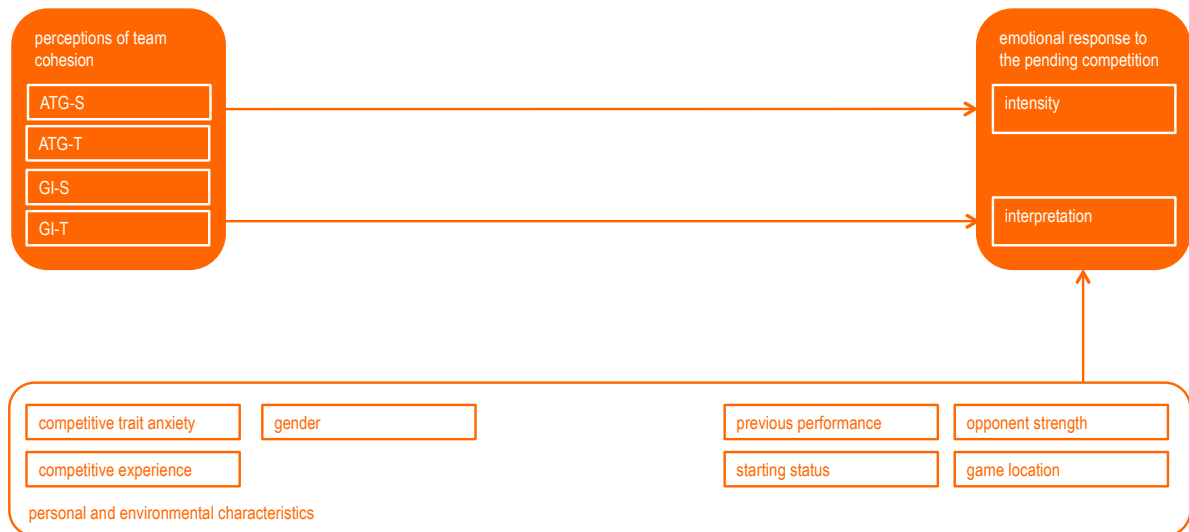 perceptions of team
cohesion
ATG-S
ATG-T
GI-S
GI-T
emotional response to
the pending competition
intensity
interpretation
competitive trait anxiety
gender
previous performance
opponent strength
competitive experience
starting status
game location
personal and environmental characteristics